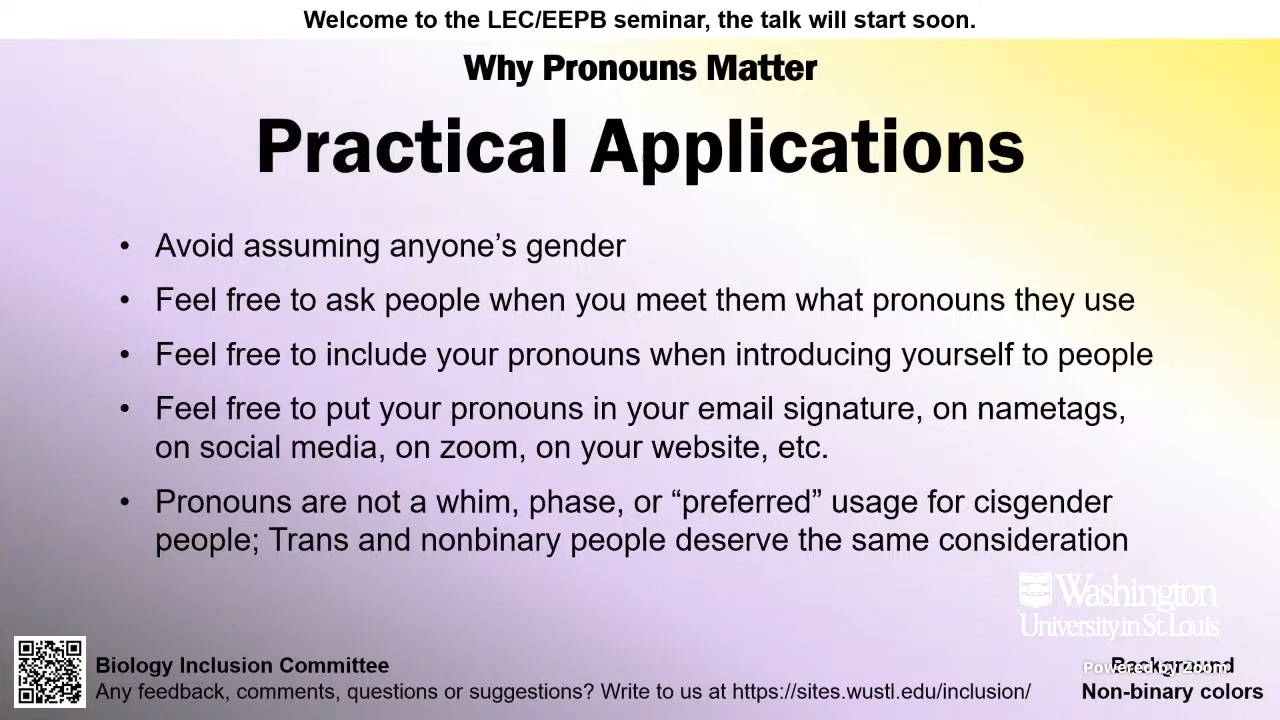 Welcome to the LEC/EEPB seminar, the talk will start soon.
Why Pronouns Matter
Practical Applications
• Avoid assuming anyone’s gender
• Feel free to ask people when you meet them what pronouns they use
• Feel free to include your pronouns when introducing yourself to people
• Feel free to put your pronouns in your email signature, on nametags,
on social media, on zoom, on your website, etc.
• Pronouns are not a whim, phase, or “preferred” usage for cisgender
people; Trans and nonbinary people deserve the same consideration
Washington
University in St. Louis
Biology Inclusion Committee
Any feedback, comments, questions or suggestions? Write to us at https://sites.wustl.edu/inclusion/
Background
Powered by Zoom
Non-binary colors